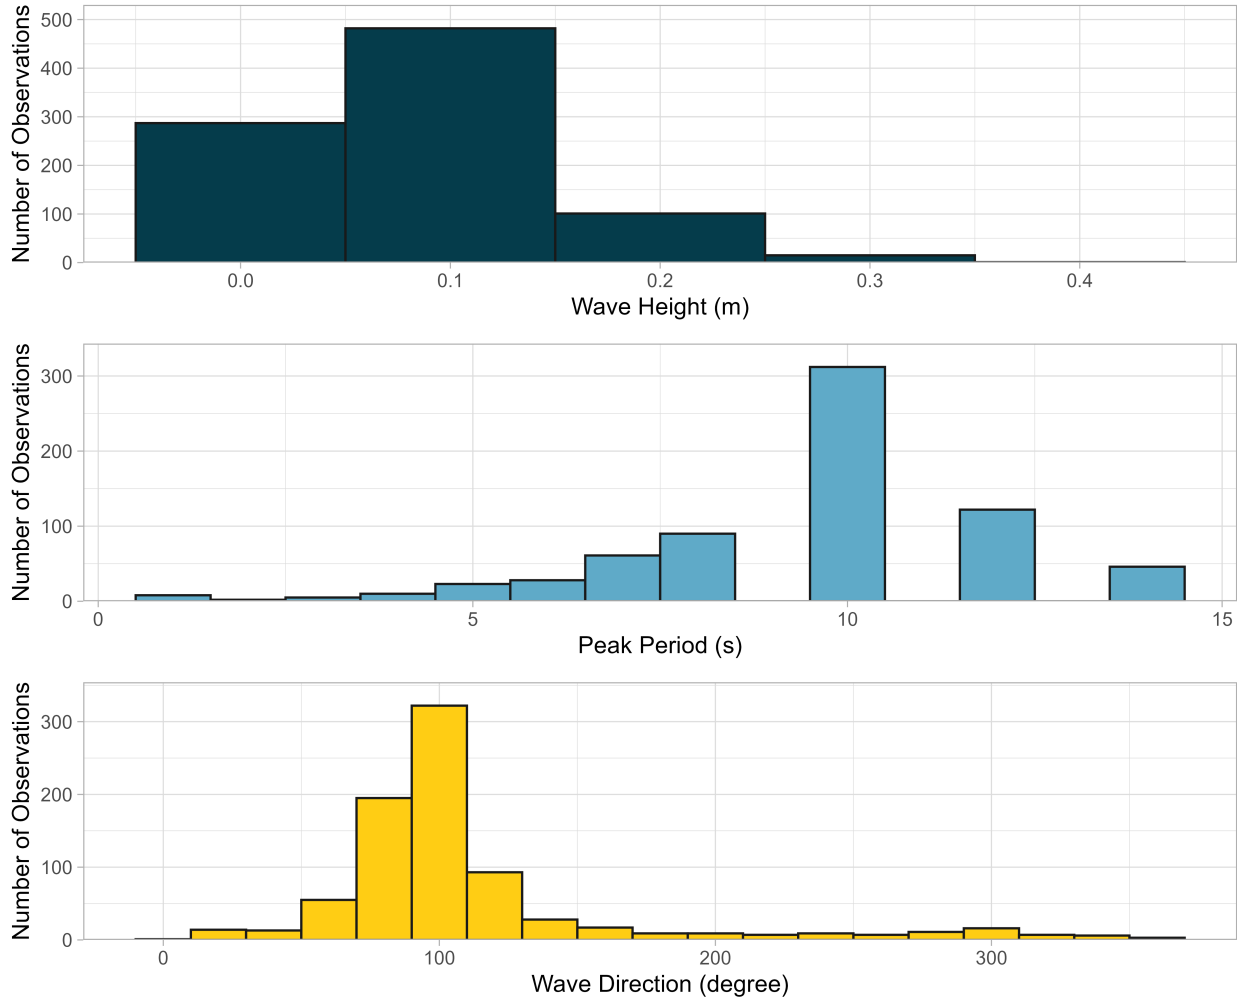 Number of Observations
500
400
300
200
100
0
0.0 0.1 0.2 0.3 0.4
Wave Height (m)
Number of Observations
300
200
100
0
0 5 10 15
Peak Period (s)
Number of Observations
300
200
100
0
0 100 200 300
Wave Direction (degree)